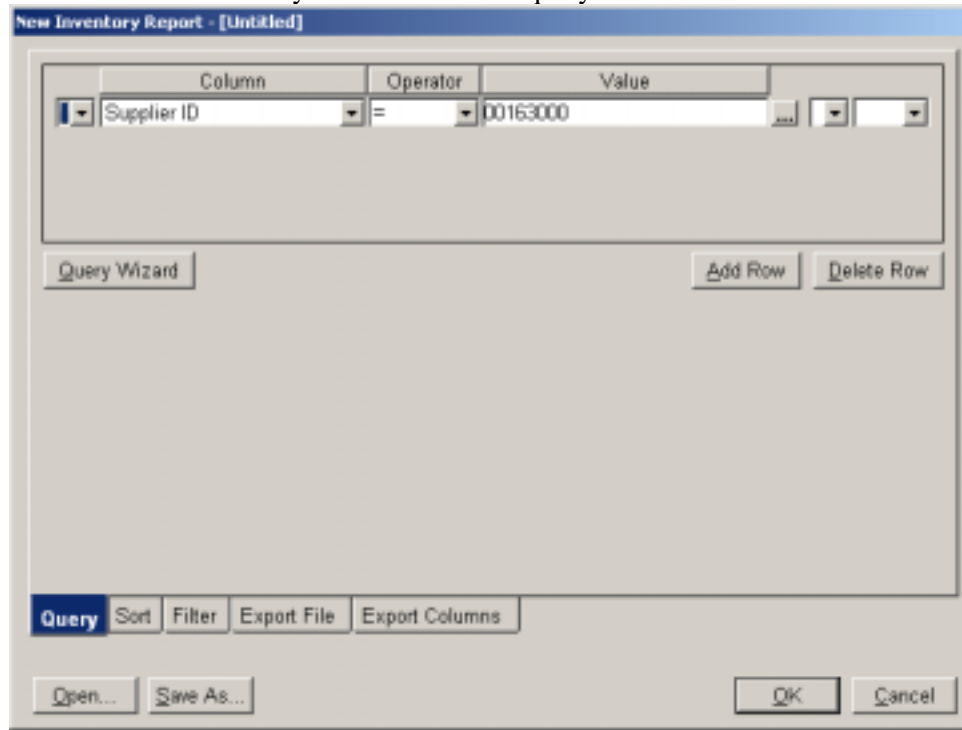 New Inventory Report - [Untitled]
Column Operator Value
Supplier ID = 00163000 ...
Query Wizard Add Row Delete Row
Query Sort Filter Export File Export Columns
Open... Save As... OK Cancel